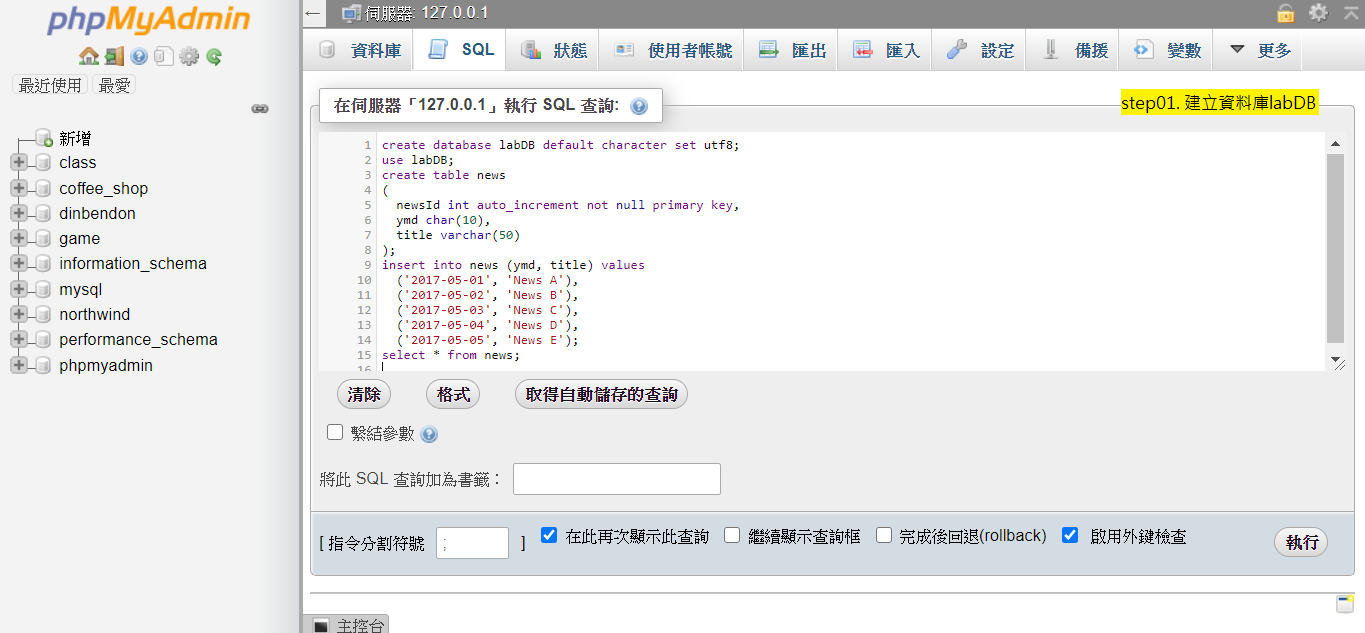 phpMyAdmin
最近使用 最愛
新增
class
coffee_shop
dinbendon
game
information_schema
mysql
northwind
performance_schema
phpmyadmin
伺服器: 127.0.0.1
資料庫 SQL 狀態 使用者帳號 匯出 匯入 設定 備援 變數 更多
在伺服器「127.0.0.1」執行 SQL 查詢:
step01. 建立資料庫labDB
1 create database labDB default character set utf8;
2 use labDB;
3 create table news
4 (
5 newsId int auto_increment not null primary key,
6 ymd char(10),
7 title varchar(50)
8 );
9 insert into news (ymd, title) values
10 ('2017-05-01', 'News A'),
11 ('2017-05-02', 'News B'),
12 ('2017-05-03', 'News C'),
13 ('2017-05-04', 'News D'),
14 ('2017-05-05', 'News E');
15 select * from news;
16
清除 格式 取得自動儲存的查詢
繫結參數
將此 SQL 查詢加為書籤：
[ 指令分割符號 ; ] 在此再次顯示此查詢 繼續顯示查詢框 完成後回退(rollback) 啟用外鍵檢查 執行
主控台